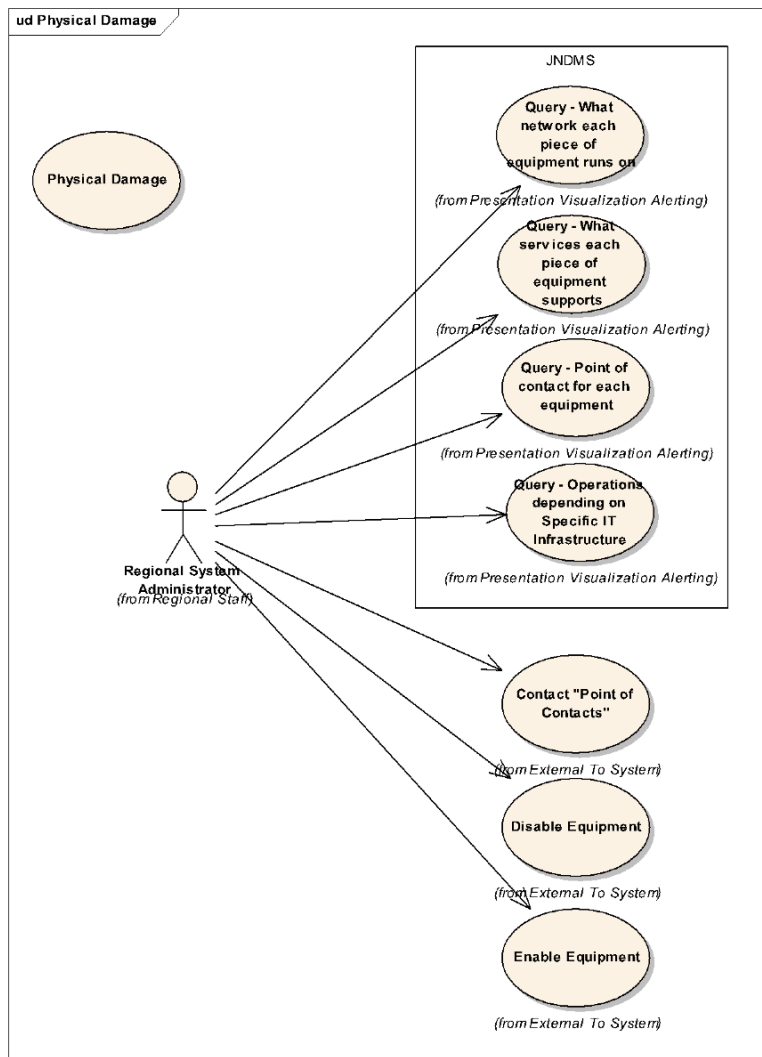 ud Physical Damage
JNDMS
Query - What
network each
piece of
equipment runs on
(from Presentation Visualization Alerting)
Physical Damage
Query - What
services each
piece of
equipment
supports
(from Presentation Visualization Alerting)
Query - Point of
contact for each
equipment
(from Presentation Visualization Alerting)
Query - Operations
depending on
Specific IT
Infrastructure
(from Presentation Visualization Alerting)
Regional System
Administrator
(from Regional Staff)
Contact "Point of
Contacts"
(from External To System)
Disable Equipment
(from External To System)
Enable Equipment
(from External To System)